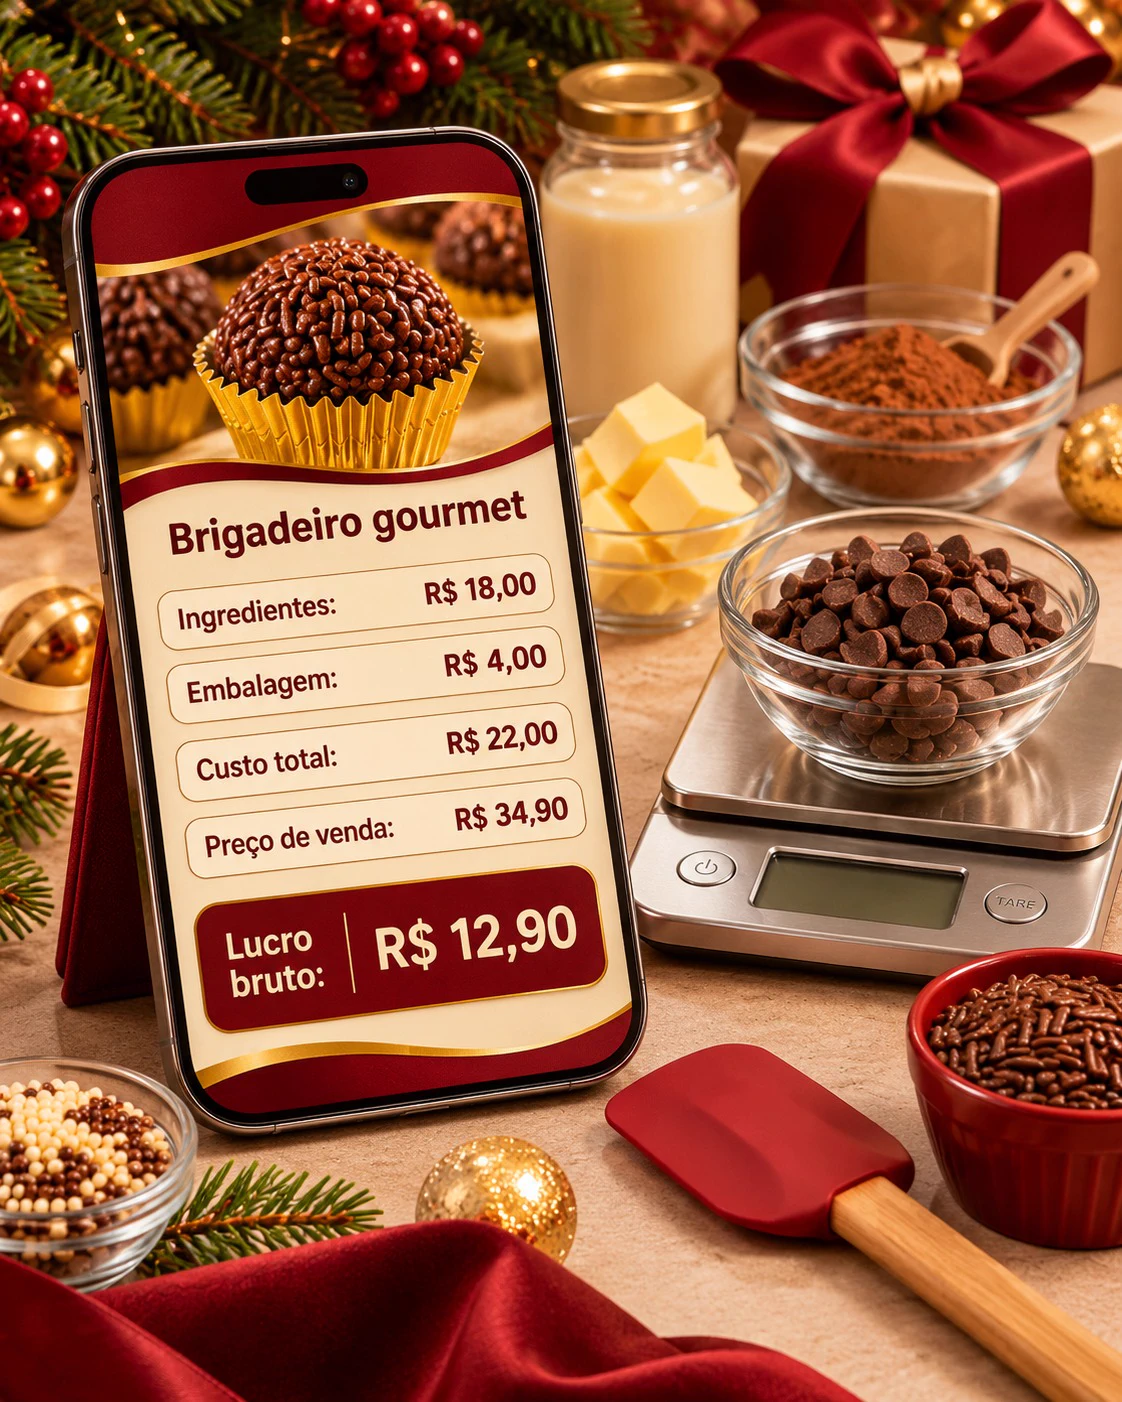 Brigadeiro gourmet
Ingredientes: R$ 18,00
Embalagem: R$ 4,00
Custo total: R$ 22,00
Preço de venda: R$ 34,90
Lucro bruto: R$ 12,90
TARE